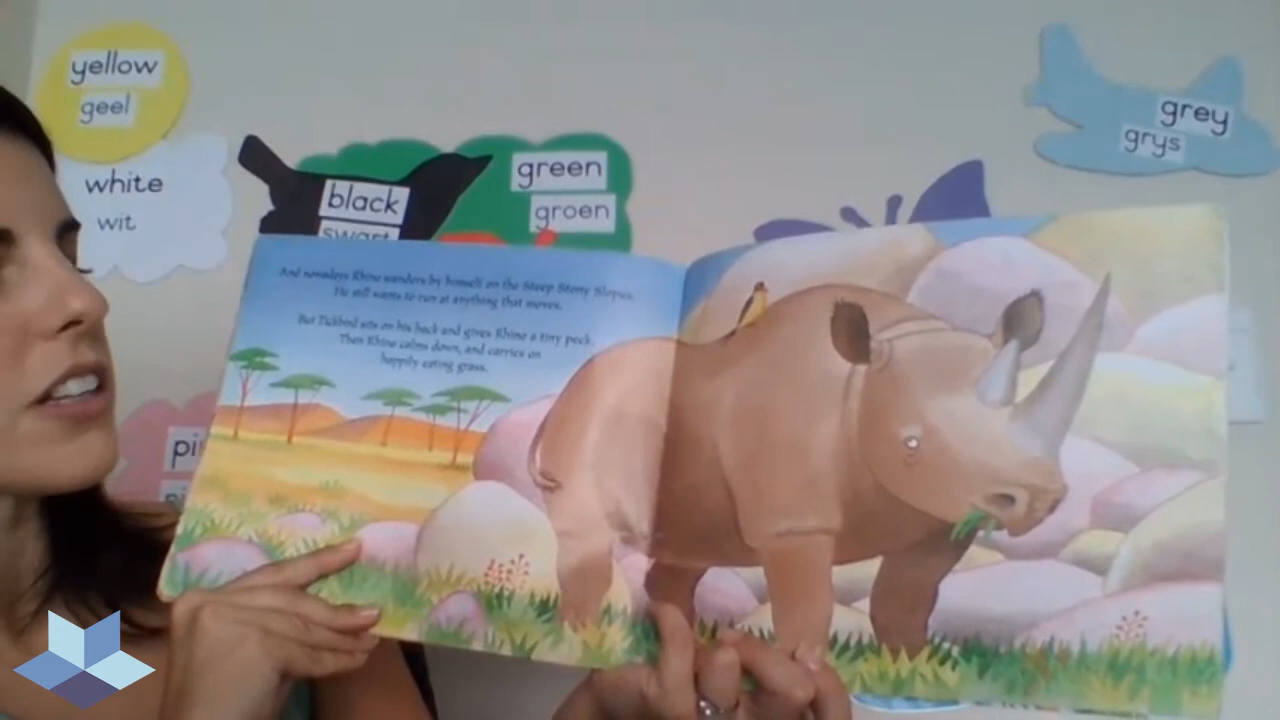 yellow
geel
white
wit
black
swart
green
groen
grey
grys
And nowadays Rhino wanders by himself on the Steep Stony Slopes.
He still wants to run at anything that moves.
But Tickbird sits on his back and gives Rhino a tiny peck.
Then Rhino calms down, and carries on
happily eating grass.
pi